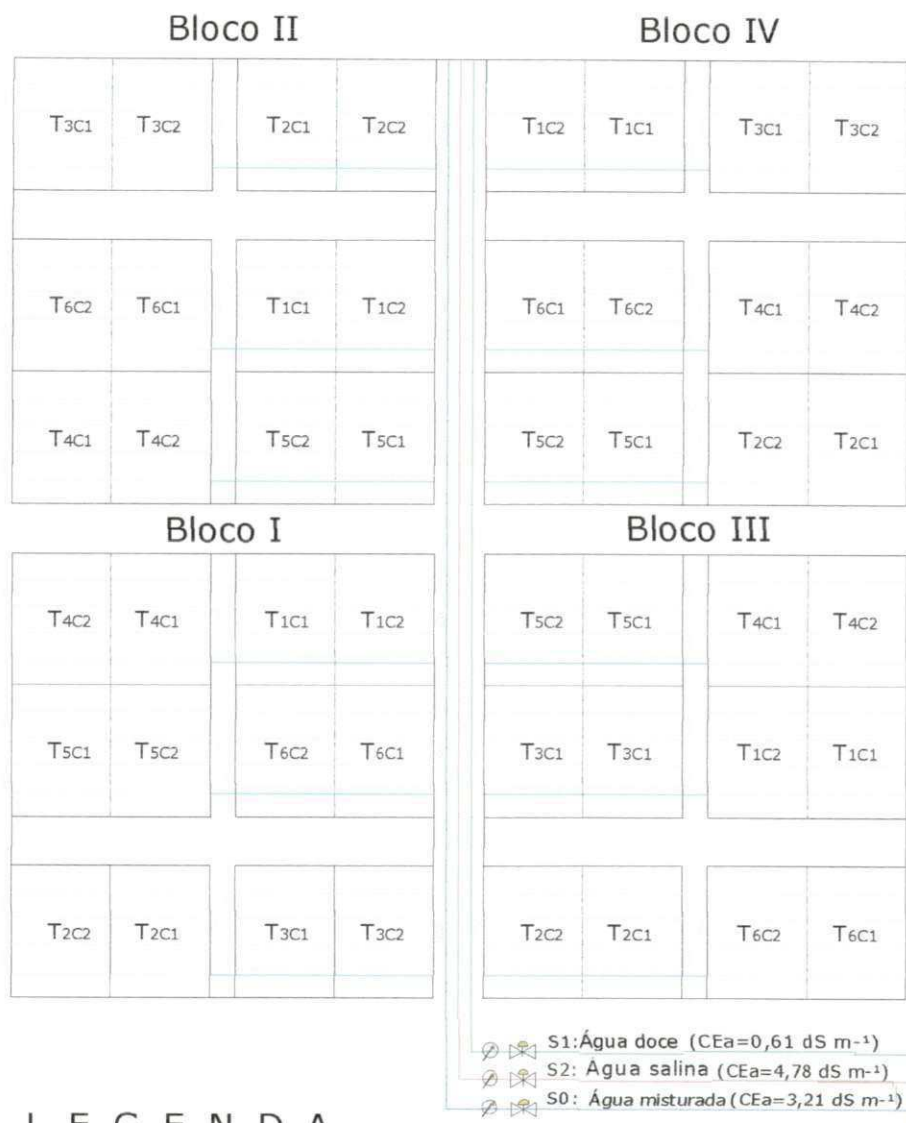 Bloco II
Bloco IV
T3C1 T3C2 T2C1 T2C2
T1C2 T1C1 T3C1 T3C2
T6C2 T6C1 T1C1 T1C2
T6C1 T6C2 T4C1 T4C2
T4C1 T4C2 T5C2 T5C1
T5C2 T5C1 T2C2 T2C1
Bloco I
Bloco III
T4C2 T4C1 T1C1 T1C2
T5C2 T5C1 T4C1 T4C2
T5C1 T5C2 T6C2 T6C1
T3C1 T3C1 T1C2 T1C1
T2C2 T2C1 T3C1 T3C2
T2C2 T2C1 T6C2 T6C1
S1:Água doce (CEa=0,61 dS m-¹)
S2: Água salina (CEa=4,78 dS m-¹)
S0: Água misturada (CEa=3,21 dS m-¹)
L E G E N D A